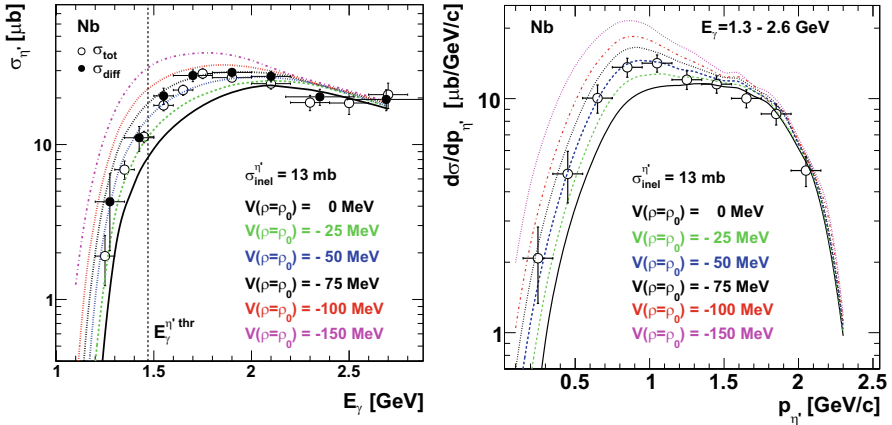 σ_η' [μb]
Nb
σ_tot
σ_diff
10
1
σ^η'_inel = 13 mb
V(ρ=ρ₀) = 0 MeV
V(ρ=ρ₀) = - 25 MeV
V(ρ=ρ₀) = - 50 MeV
V(ρ=ρ₀) = - 75 MeV
V(ρ=ρ₀) = -100 MeV
V(ρ=ρ₀) = -150 MeV
E_γ^η' thr
1 1.5 2 2.5
E_γ [GeV]
dσ/dp_η' [μb/GeV/c]
Nb
E_γ=1.3 - 2.6 GeV
10
1
σ^η'_inel = 13 mb
V(ρ=ρ₀) = 0 MeV
V(ρ=ρ₀) = - 25 MeV
V(ρ=ρ₀) = - 50 MeV
V(ρ=ρ₀) = - 75 MeV
V(ρ=ρ₀) = -100 MeV
V(ρ=ρ₀) = -150 MeV
0.5 1 1.5 2 2.5
p_η' [GeV/c]